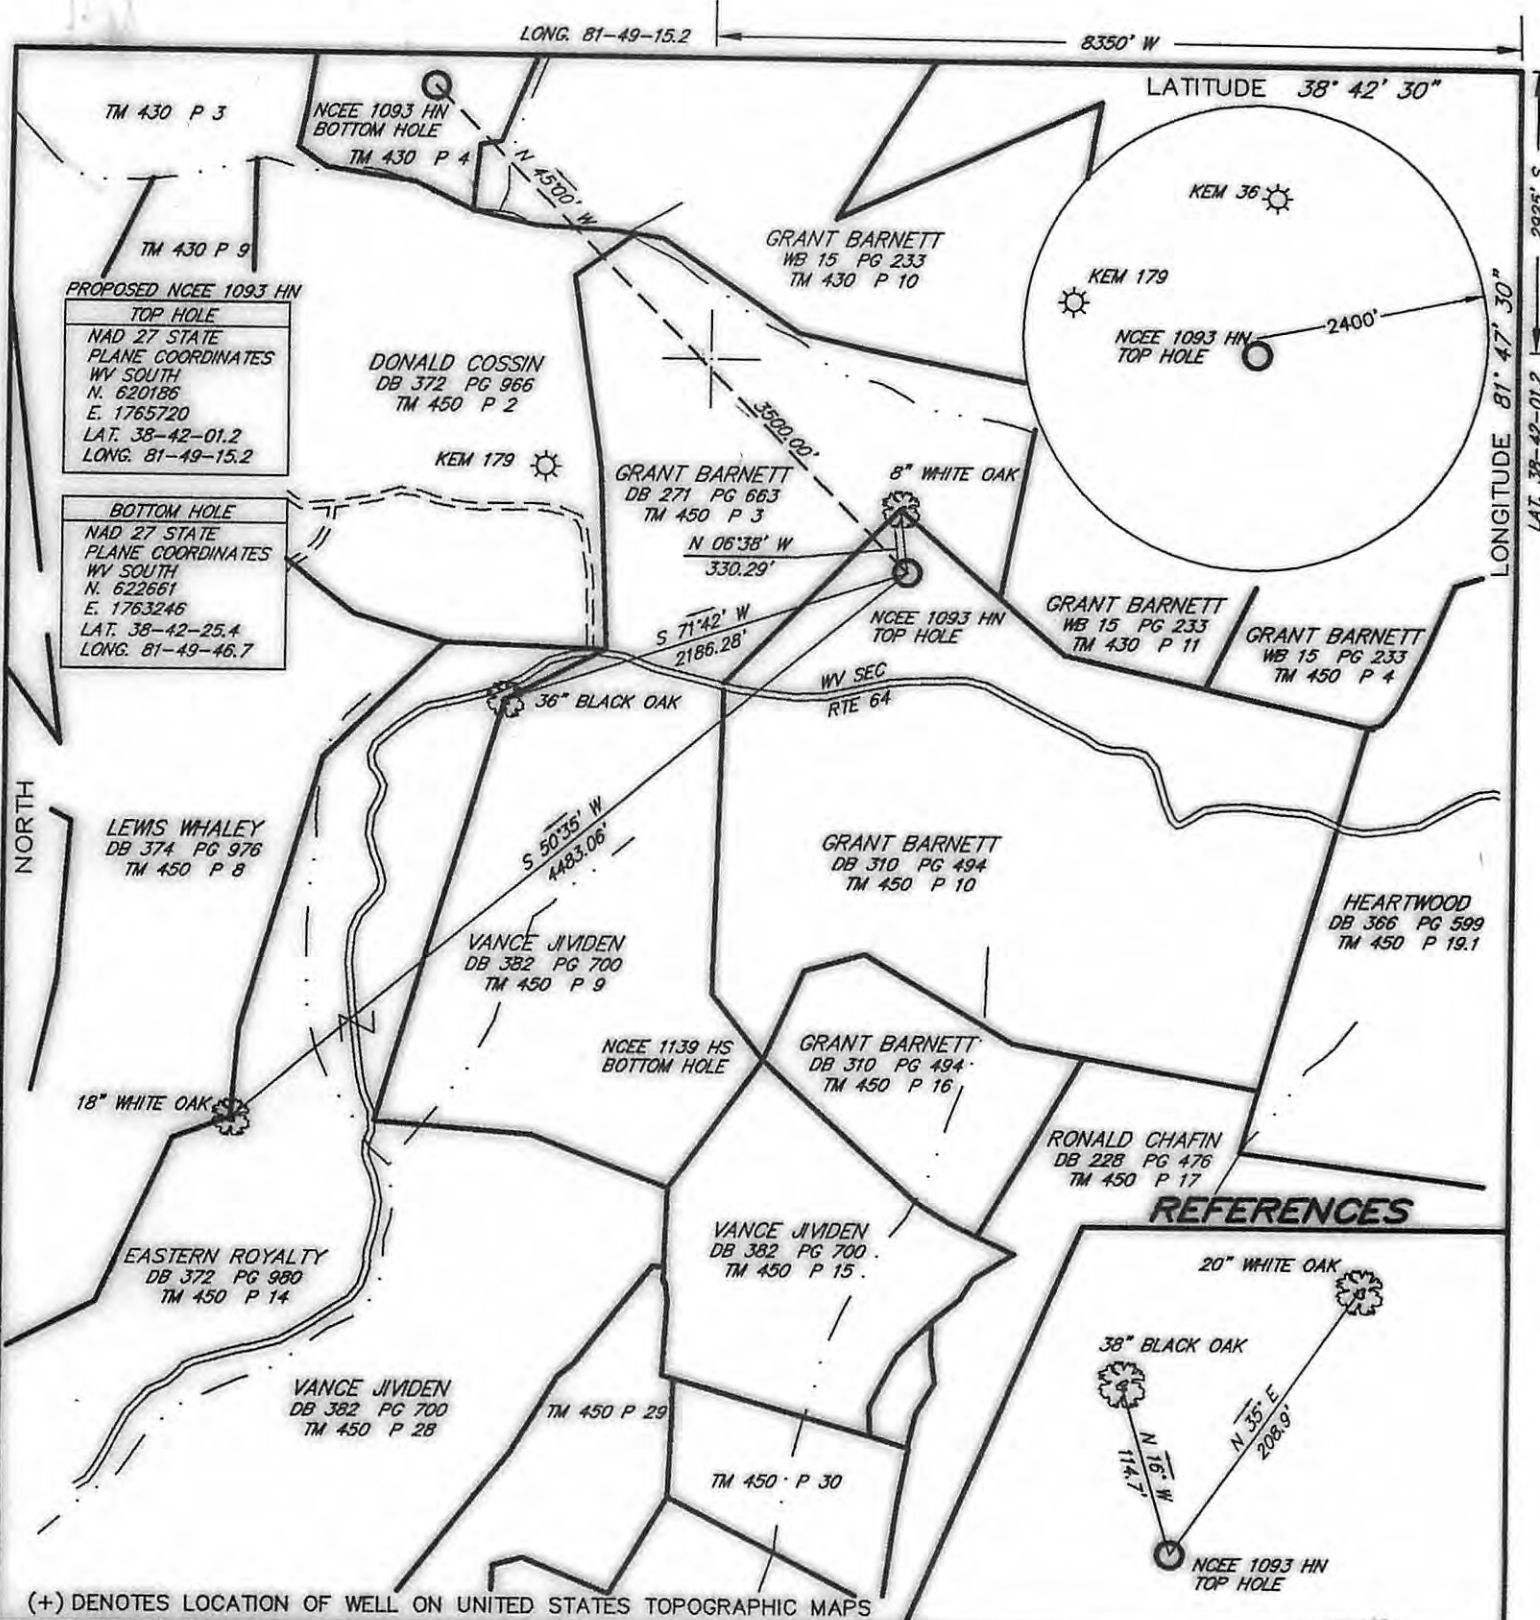 LONG. 81-49-15.2
8350' W
LATITUDE 38° 42' 30"
TM 430 P 3
NCEE 1093 HN
BOTTOM HOLE
TM 430 P 4
N 45°00' W
3500.00'
TM 430 P 9
GRANT BARNETT
WB 15 PG 233
TM 430 P 10
KEM 36
KEM 179
NCEE 1093 HN
TOP HOLE
2400'
LONGITUDE 81° 47' 30"
LAT. 38-42-01.2
PROPOSED NCEE 1093 HN
TOP HOLE
NAD 27 STATE
PLANE COORDINATES
WV SOUTH
N. 620186
E. 1765720
LAT. 38-42-01.2
LONG. 81-49-15.2
BOTTOM HOLE
NAD 27 STATE
PLANE COORDINATES
WV SOUTH
N. 622661
E. 1763246
LAT. 38-42-25.4
LONG. 81-49-46.7
DONALD COSSIN
DB 372 PG 966
TM 450 P 2
KEM 179
GRANT BARNETT
DB 271 PG 663
TM 450 P 3
8" WHITE OAK
N 06°38' W
330.29'
NCEE 1093 HN
TOP HOLE
S 71°42' W
2186.28'
GRANT BARNETT
WB 15 PG 233
TM 430 P 11
GRANT BARNETT
WB 15 PG 233
TM 450 P 4
WV SEC
RTE 64
36" BLACK OAK
NORTH
LEWIS WHALEY
DB 374 PG 976
TM 450 P 8
S 50°35' W
4483.06'
GRANT BARNETT
DB 310 PG 494
TM 450 P 10
HEARTWOOD
DB 366 PG 599
TM 450 P 19.1
VANCE JIVIDEN
DB 382 PG 700
TM 450 P 9
NCEE 1139 HS
BOTTOM HOLE
GRANT BARNETT
DB 310 PG 494
TM 450 P 16
18" WHITE OAK
RONALD CHAFIN
DB 228 PG 476
TM 450 P 17
EASTERN ROYALTY
DB 372 PG 980
TM 450 P 14
VANCE JIVIDEN
DB 382 PG 700
TM 450 P 15
VANCE JIVIDEN
DB 382 PG 700
TM 450 P 28
TM 450 P 29
TM 450 P 30
REFERENCES
20" WHITE OAK
38" BLACK OAK
N 35° E
208.9'
N 16° W
114.7'
NCEE 1093 HN
TOP HOLE
(+) DENOTES LOCATION OF WELL ON UNITED STATES TOPOGRAPHIC MAPS